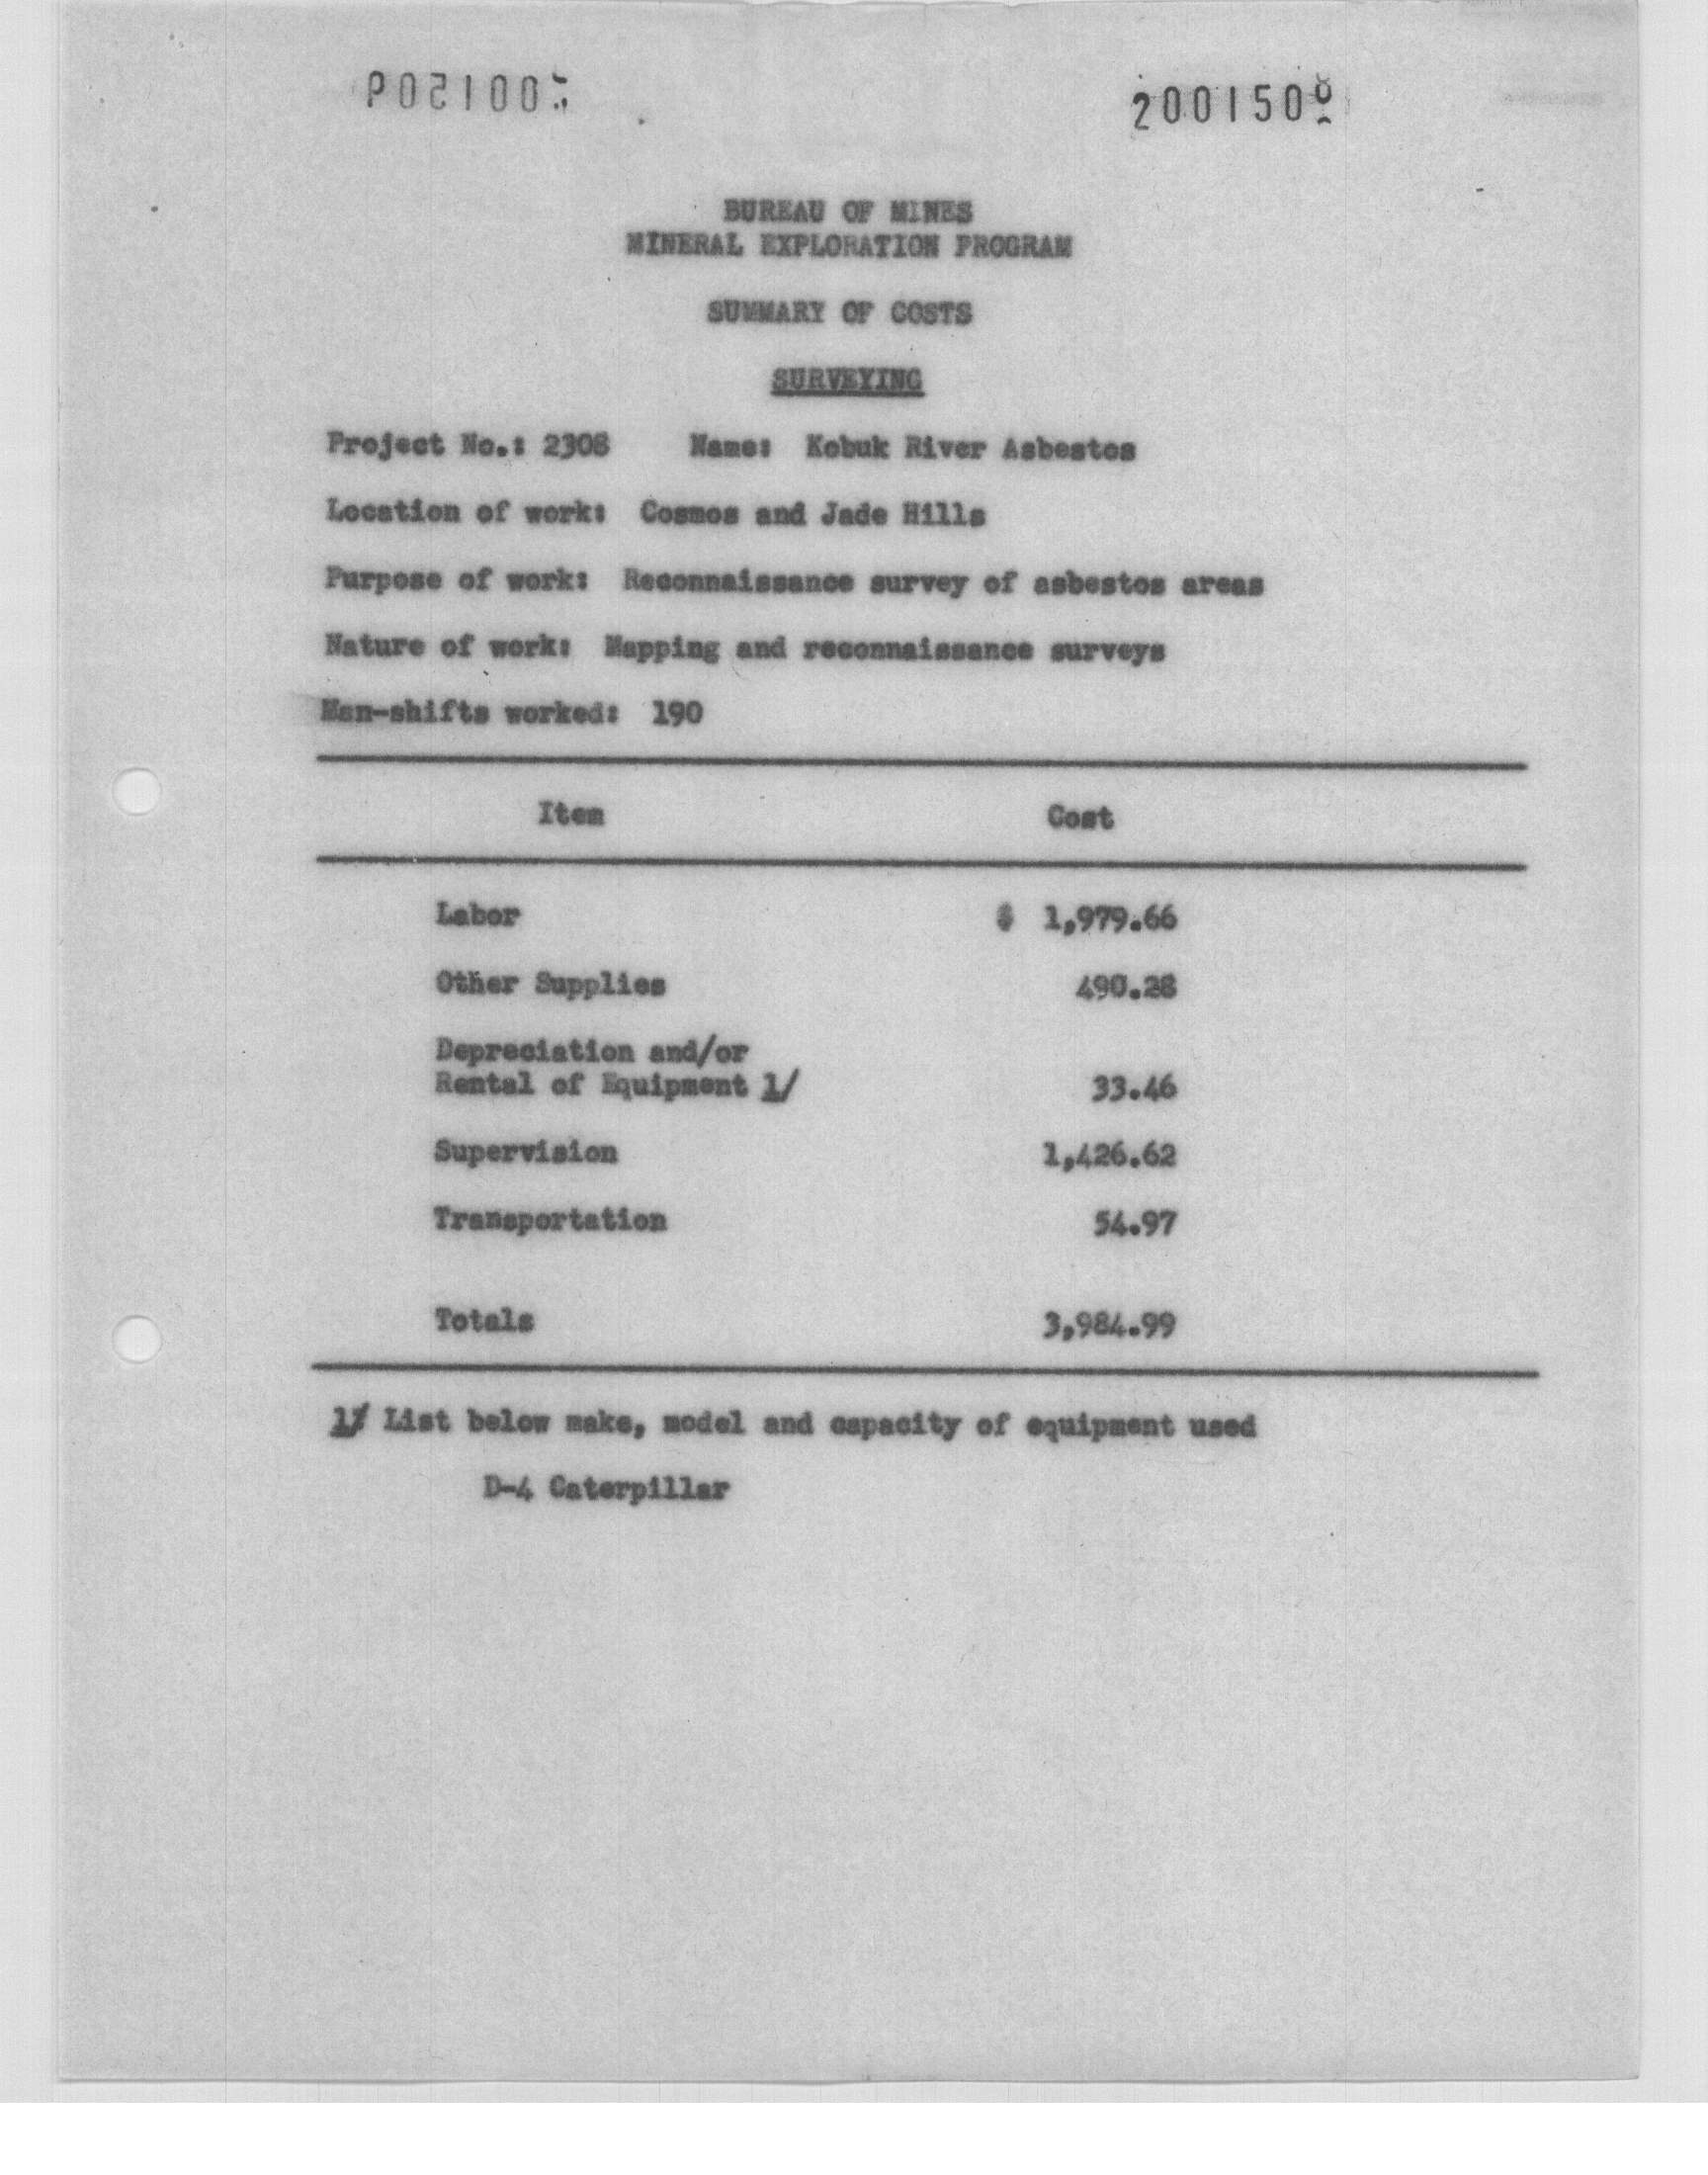 BUREAU OF MINES
MINERAL EXPLORATION PROGRAM
SUMMARY OF COSTS
SURVEYING
Project No.: 2308 Name: Kobuk River Asbestos
Location of work: Cosmos and Jade Hills
Purpose of work: Reconnaissance survey of asbestos areas
Nature of work: Mapping and reconnaissance surveys
Man-shifts worked: 190
Item Cost
Labor $ 1,979.66
Other Supplies 490.28
Depreciation and/or
Rental of Equipment 1/ 33.46
Supervision 1,426.62
Transportation 54.97
Totals 3,984.99
1/ List below make, model and capacity of equipment used
D-4 Caterpillar